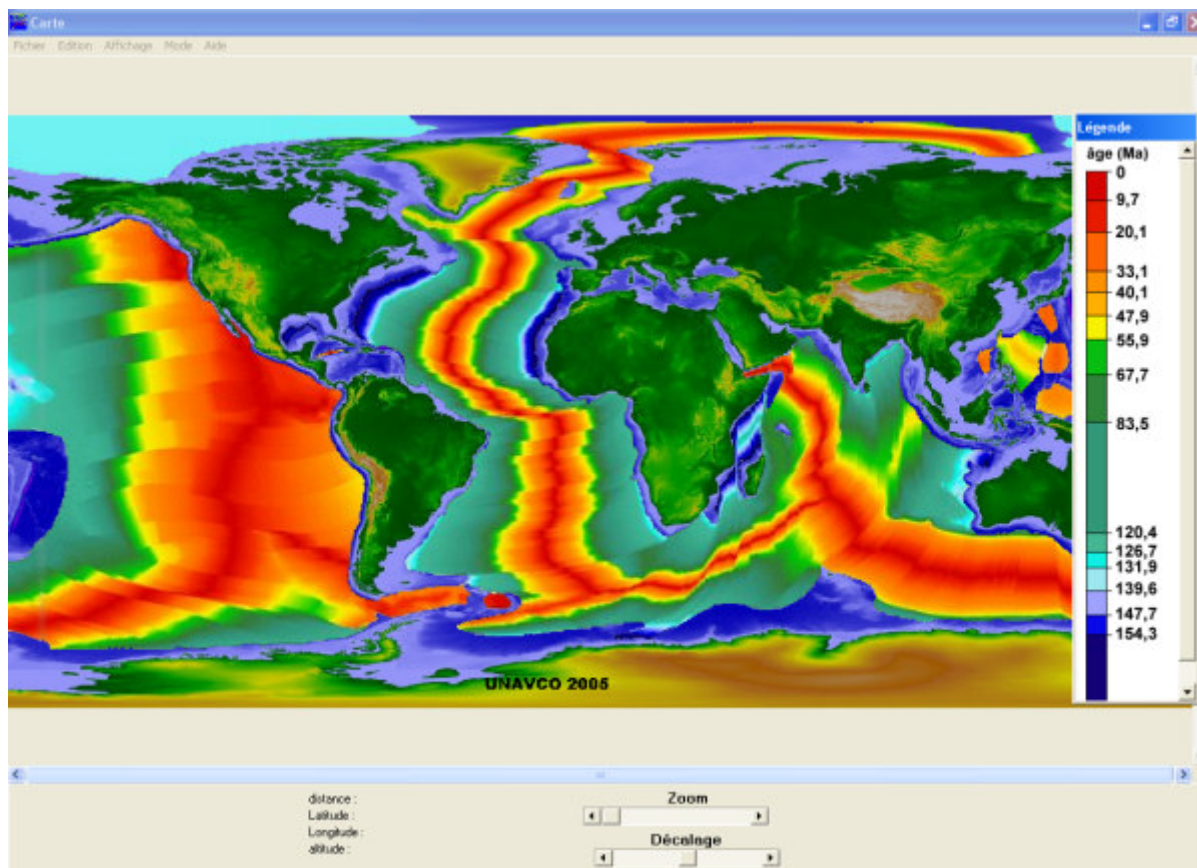 Carte
Fichier Edition Affichage Mode Aide
Légende
âge (Ma)
0
9,7
20,1
33,1
40,1
47,9
55,9
67,7
83,5
120,4
126,7
131,9
139,6
147,7
154,3
UNAVCO 2005
distance :
Latitude :
Longitude :
altitude :
Zoom
Décalage